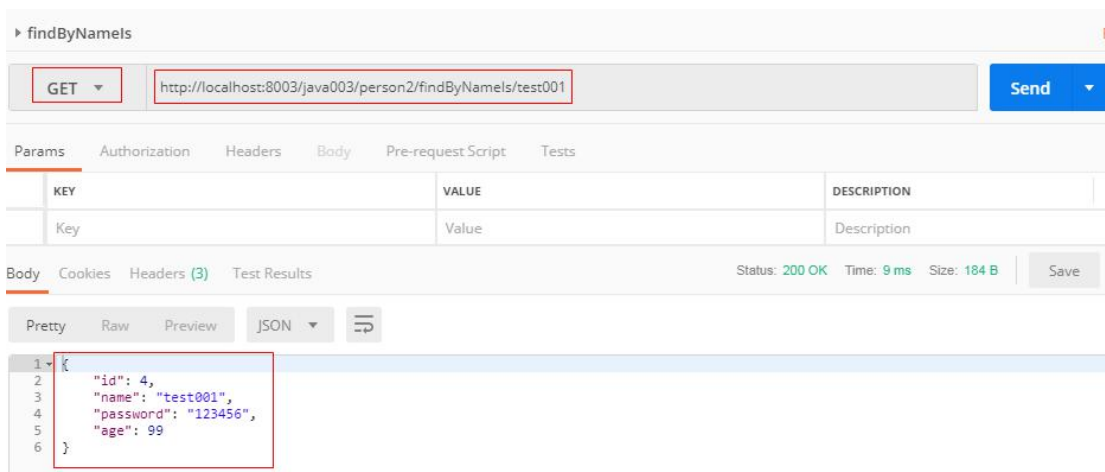 findByNameIs
GET http://localhost:8003/java003/person2/findByNameIs/test001 Send
Params Authorization Headers Body Pre-request Script Tests
KEY VALUE DESCRIPTION
Key Value Description
Body Cookies Headers (3) Test Results Status: 200 OK Time: 9 ms Size: 184 B Save
Pretty Raw Preview JSON
1 {
2 "id": 4,
3 "name": "test001",
4 "password": "123456",
5 "age": 99
6 }